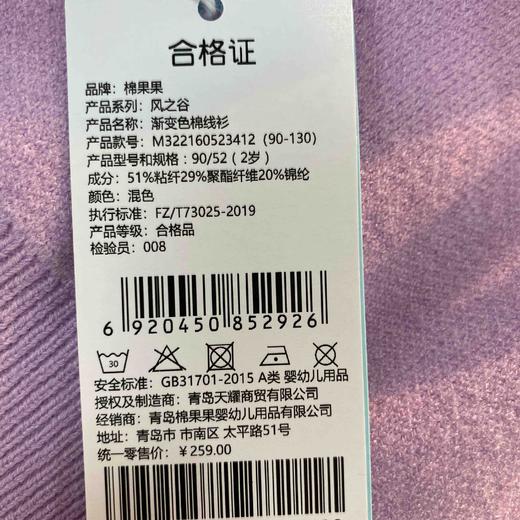 合格证
品牌：棉果果
产品系列：风之谷
产品名称：渐变色棉线衫
产品款号：M322160523412（90-130）
产品型号和规格：90/52（2岁）
成分：51%粘纤29%聚酯纤维20%锦纶
颜色：混色
执行标准：FZ/T73025-2019
产品等级：合格品
检验员：008
6 920450 852926
30
安全标准：GB31701-2015 A类 婴幼儿用品
授权及制造商：青岛天耀商贸有限公司
经销商：青岛棉果果婴幼儿用品有限公司
地址：青岛市 市南区 太平路51号
统一零售价：￥259.00